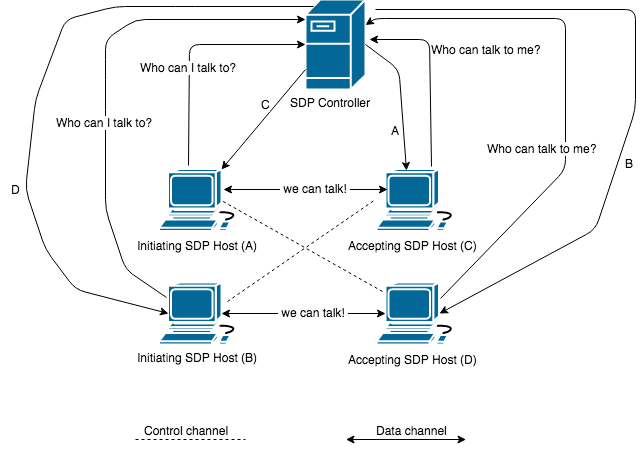 Who can I talk to?
Who can talk to me?
SDP Controller
C
Who can I talk to?
A
Who can talk to me?
B
D
we can talk!
Initiating SDP Host (A)
Accepting SDP Host (C)
we can talk!
Initiating SDP Host (B)
Accepting SDP Host (D)
Control channel
Data channel